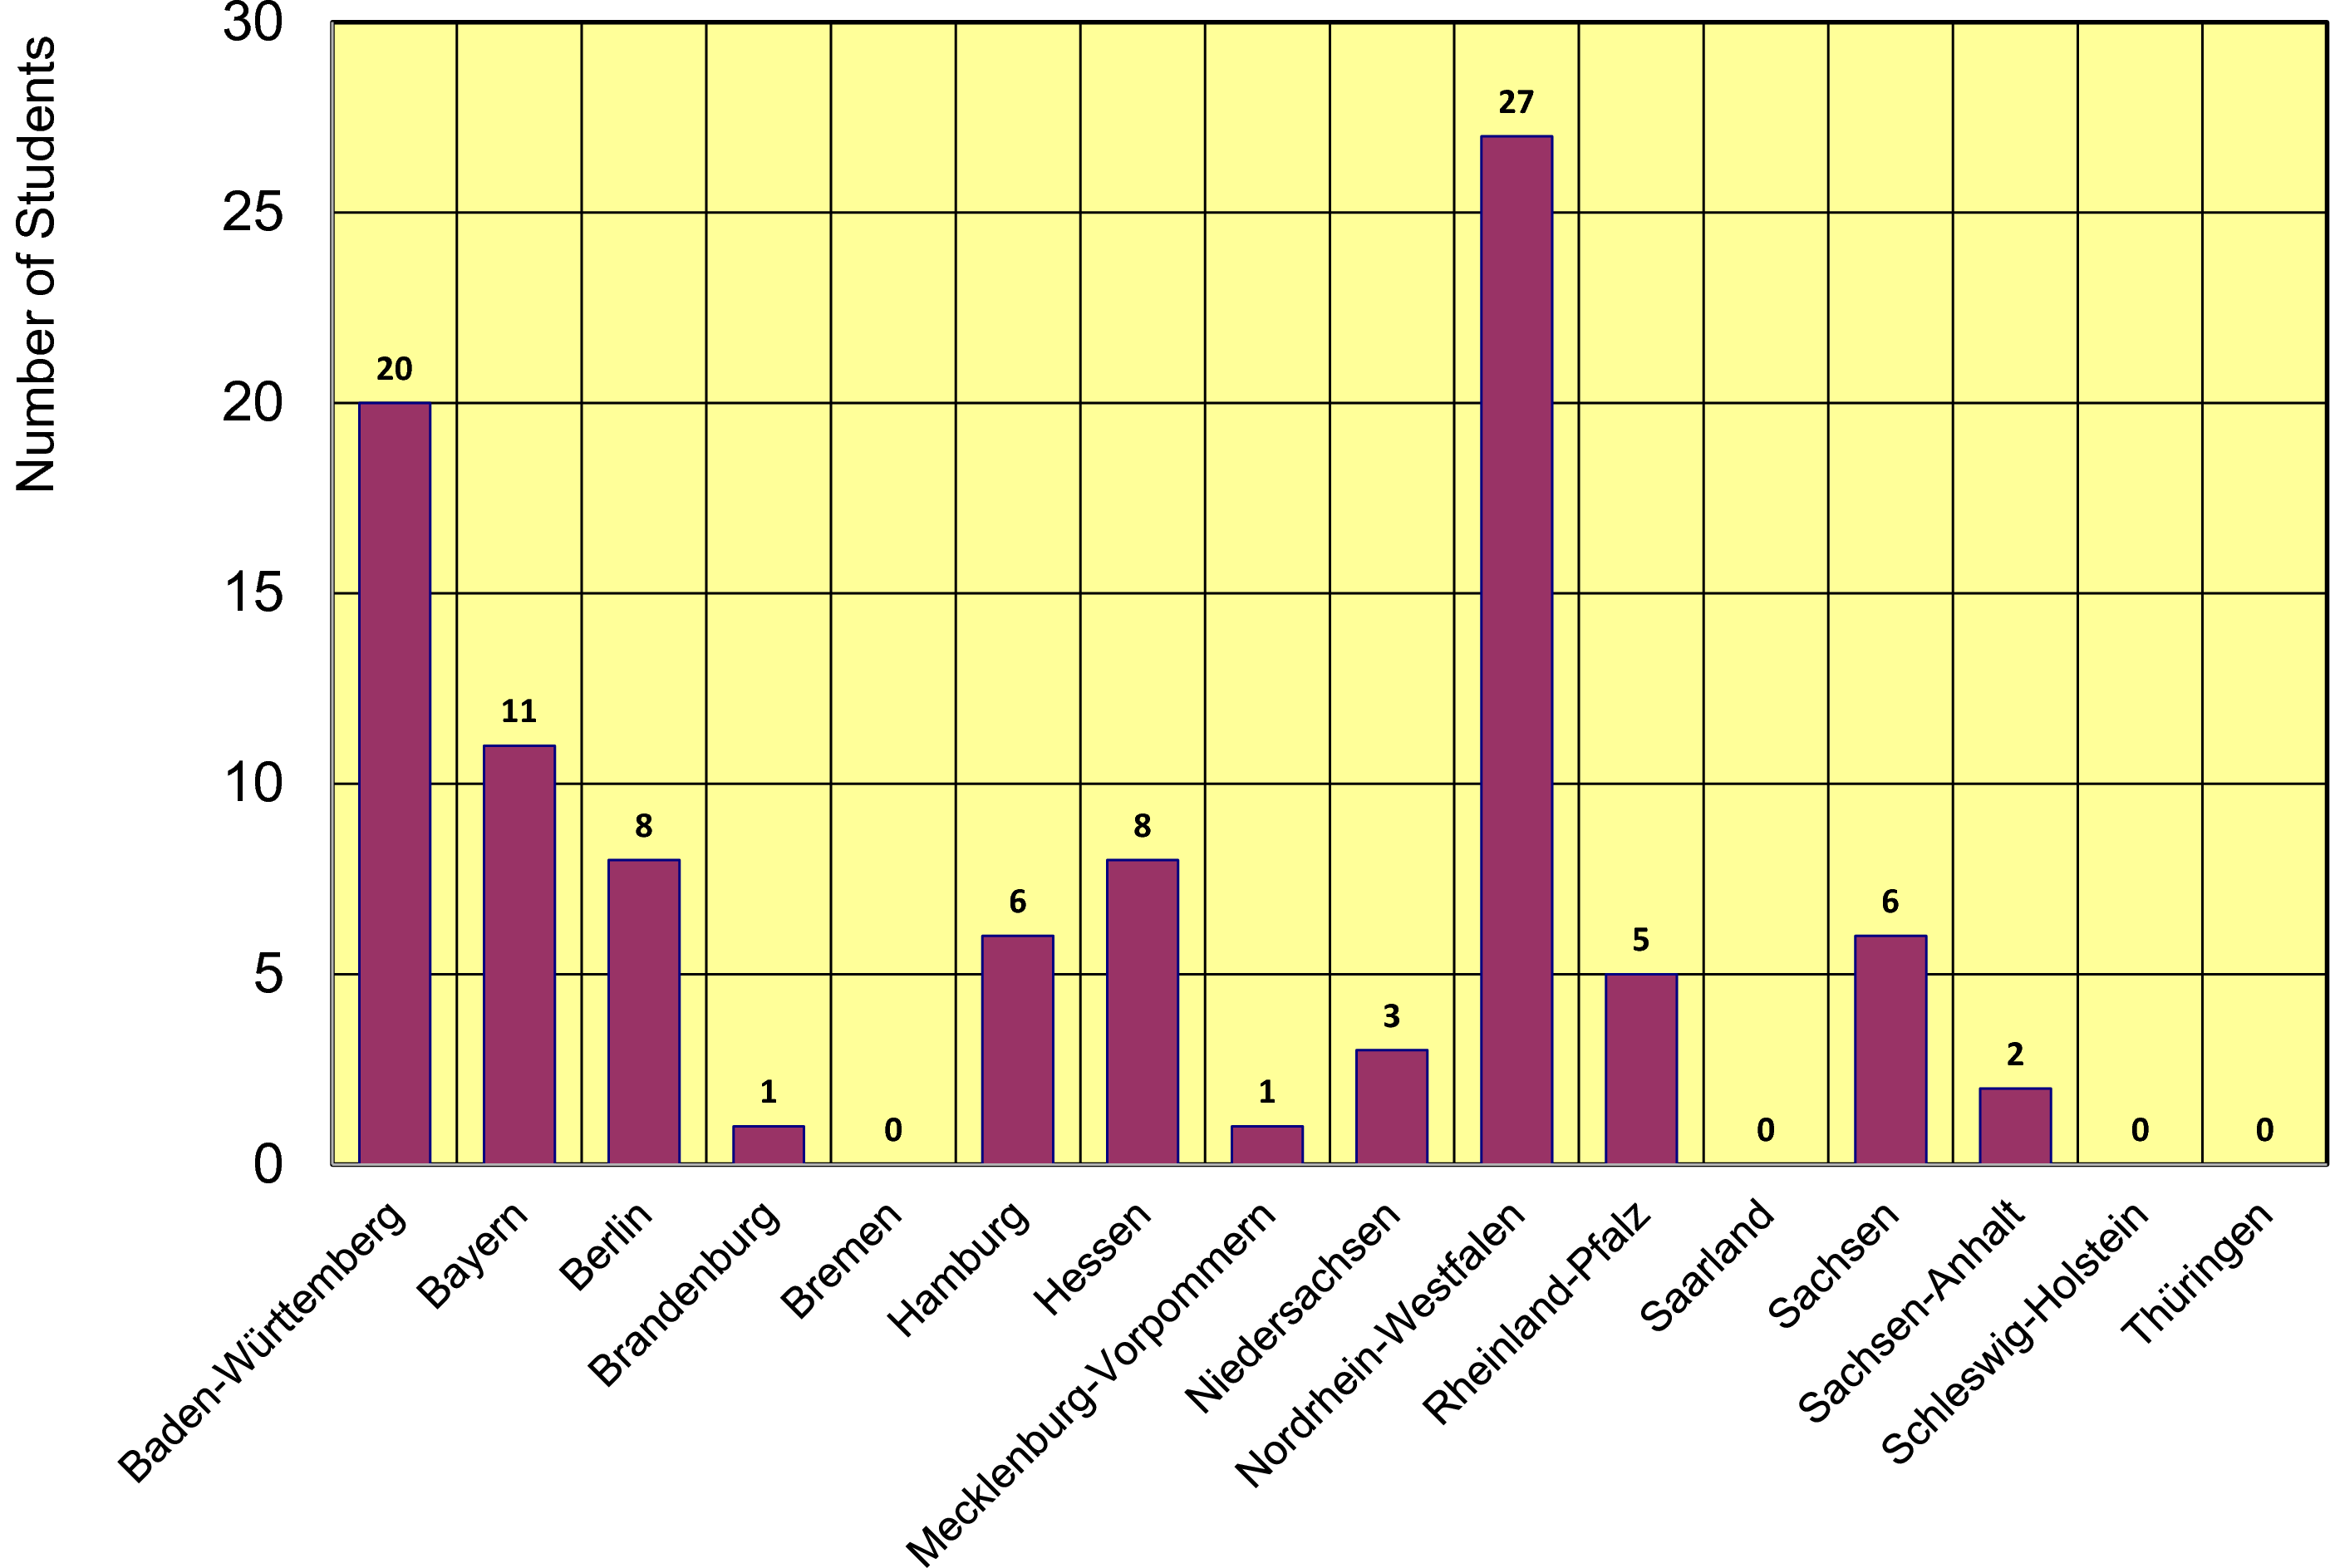 Number of Students
30
25
20
15
10
5
0
20
11
8
1
0
6
8
1
3
27
5
0
6
2
0
0
Baden-Württemberg
Bayern
Berlin
Brandenburg
Bremen
Hamburg
Hessen
Mecklenburg-Vorpommern
Niedersachsen
Nordrhein-Westfalen
Rheinland-Pfalz
Saarland
Sachsen
Sachsen-Anhalt
Schleswig-Holstein
Thüringen